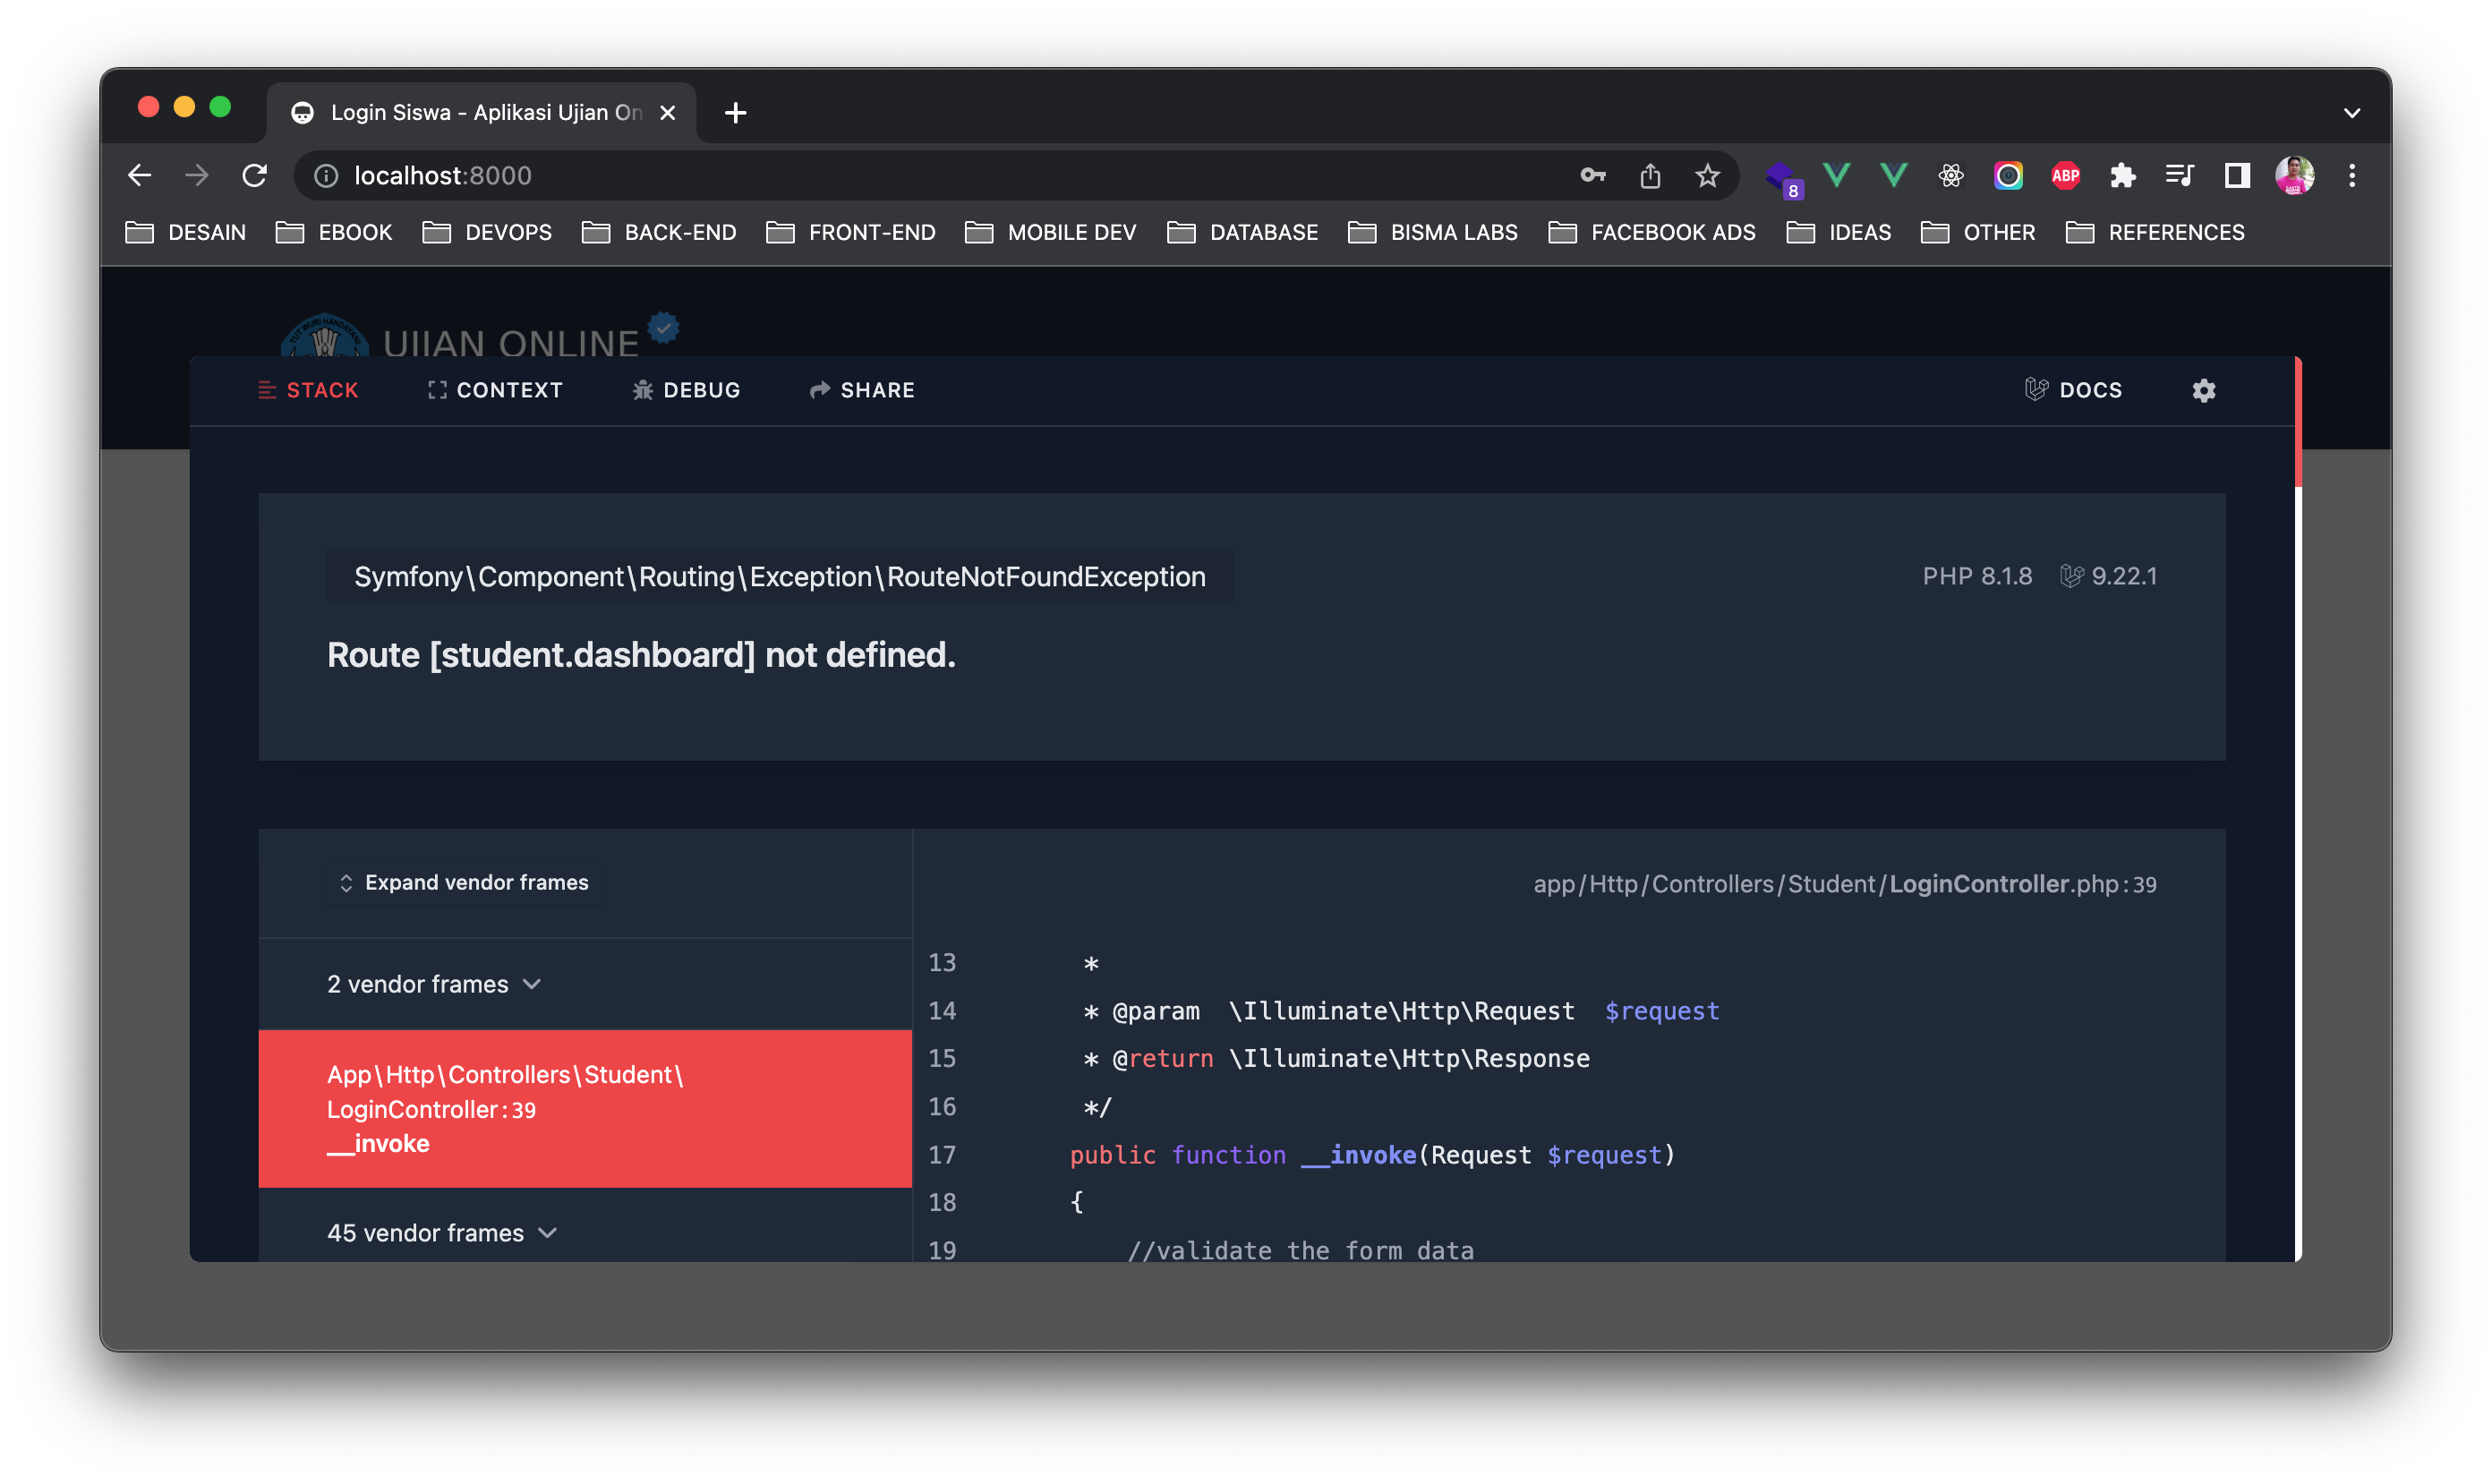 Login Siswa - Aplikasi Ujian On
localhost:8000
8
ABP
DESAIN EBOOK DEVOPS BACK-END FRONT-END MOBILE DEV DATABASE BISMA LABS FACEBOOK ADS IDEAS OTHER REFERENCES
TUT WURI HANDAYANI
UJIAN ONLINE
STACK CONTEXT DEBUG SHARE DOCS
Symfony\Component\Routing\Exception\RouteNotFoundException
PHP 8.1.8 9.22.1
Route [student.dashboard] not defined.
Expand vendor frames
2 vendor frames
App\Http\Controllers\Student\
LoginController:39
__invoke
45 vendor frames
app/Http/Controllers/Student/LoginController.php:39
13 *
14 * @param  \Illuminate\Http\Request  $request
15 * @return \Illuminate\Http\Response
16 */
17 public function __invoke(Request $request)
18 {
19 //validate the form data